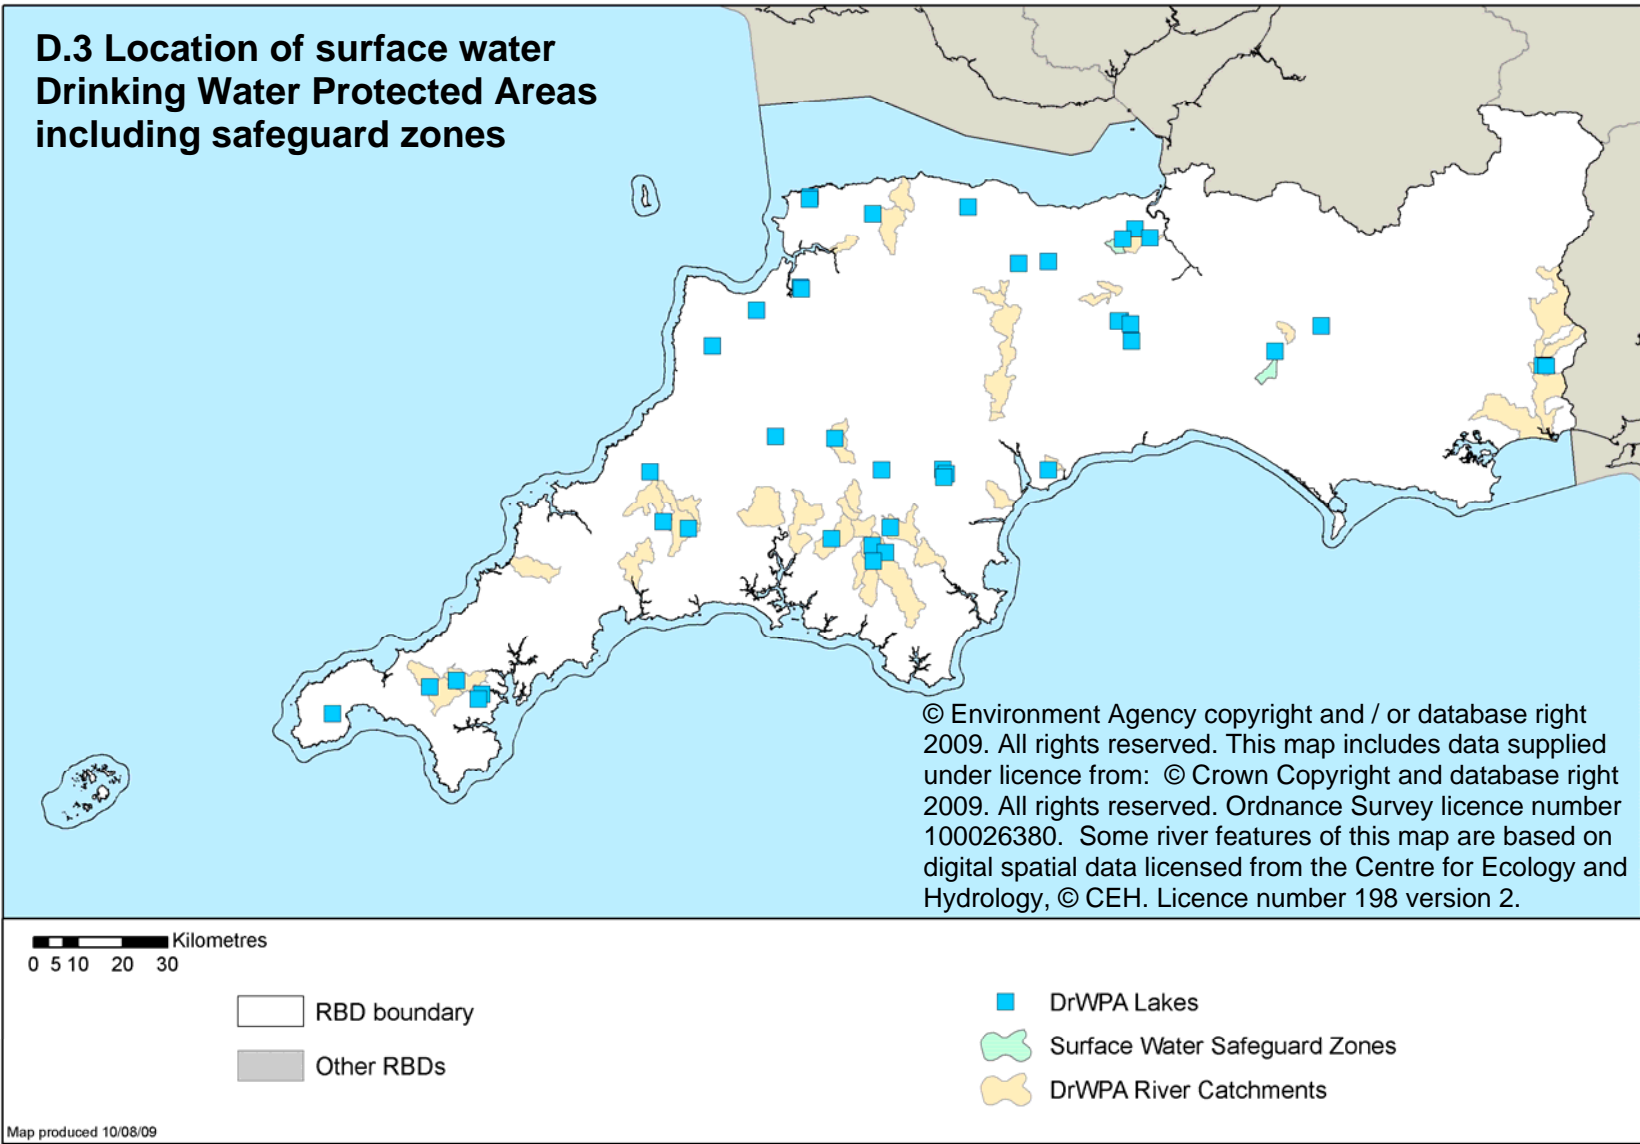 D.3 Location of surface water
Drinking Water Protected Areas
including safeguard zones
© Environment Agency copyright and / or database right
2009. All rights reserved. This map includes data supplied
under licence from:  © Crown Copyright and database right
2009. All rights reserved. Ordnance Survey licence number
100026380.  Some river features of this map are based on
digital spatial data licensed from the Centre for Ecology and
Hydrology, © CEH. Licence number 198 version 2.
Kilometres
0 5 10 20 30
RBD boundary
Other RBDs
DrWPA Lakes
Surface Water Safeguard Zones
DrWPA River Catchments
Map produced 10/08/09